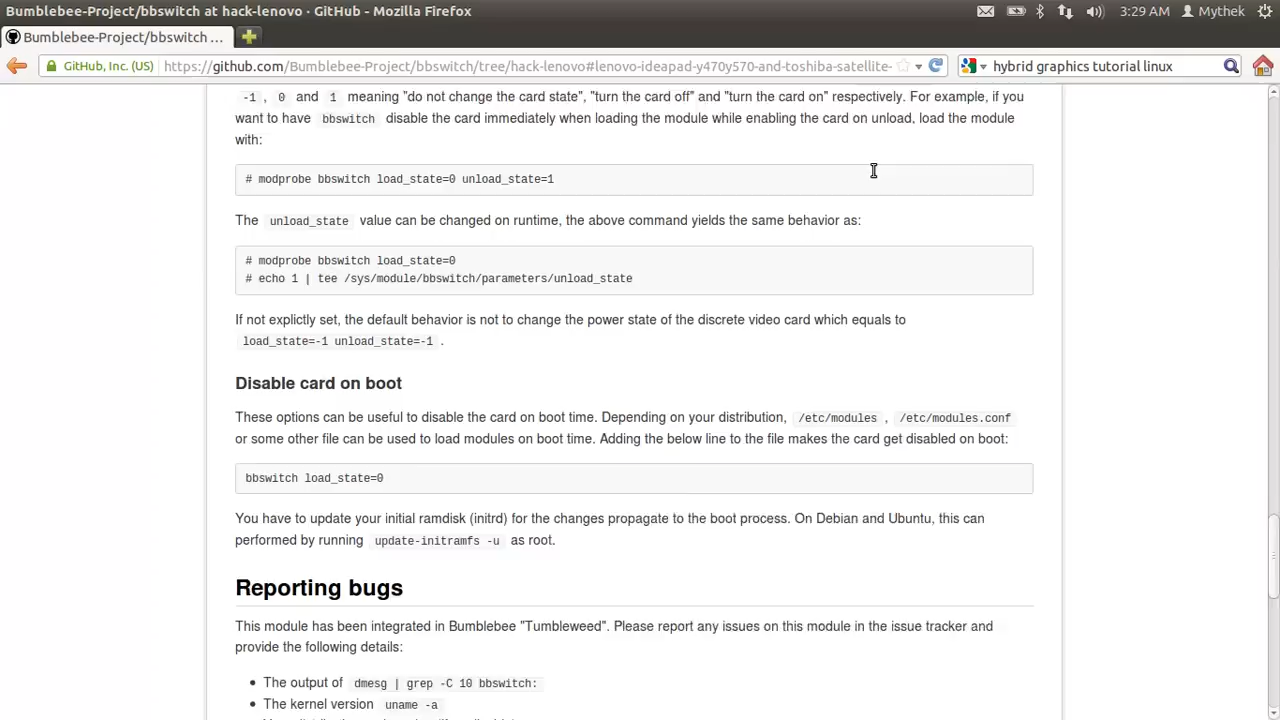 Bumblebee-Project/bbswitch at hack-lenovo · GitHub - Mozilla Firefox
3:29 AM
Mythek
Bumblebee-Project/bbswitch ...
GitHub, Inc. (US)
https://github.com/Bumblebee-Project/bbswitch/tree/hack-lenovo#lenovo-ideapad-y470y570-and-toshiba-satellite-
hybrid graphics tutorial linux
-1 , 0 and 1 meaning "do not change the card state", "turn the card off" and "turn the card on" respectively. For example, if you
want to have bbswitch disable the card immediately when loading the module while enabling the card on unload, load the module
with:
# modprobe bbswitch load_state=0 unload_state=1
The unload_state value can be changed on runtime, the above command yields the same behavior as:
# modprobe bbswitch load_state=0
# echo 1 | tee /sys/module/bbswitch/parameters/unload_state
If not explictly set, the default behavior is not to change the power state of the discrete video card which equals to
load_state=-1 unload_state=-1 .
Disable card on boot
These options can be useful to disable the card on boot time. Depending on your distribution, /etc/modules , /etc/modules.conf
or some other file can be used to load modules on boot time. Adding the below line to the file makes the card get disabled on boot:
bbswitch load_state=0
You have to update your initial ramdisk (initrd) for the changes propagate to the boot process. On Debian and Ubuntu, this can
performed by running update-initramfs -u as root.
Reporting bugs
This module has been integrated in Bumblebee "Tumbleweed". Please report any issues on this module in the issue tracker and
provide the following details:
• The output of dmesg | grep -C 10 bbswitch:
• The kernel version uname -a